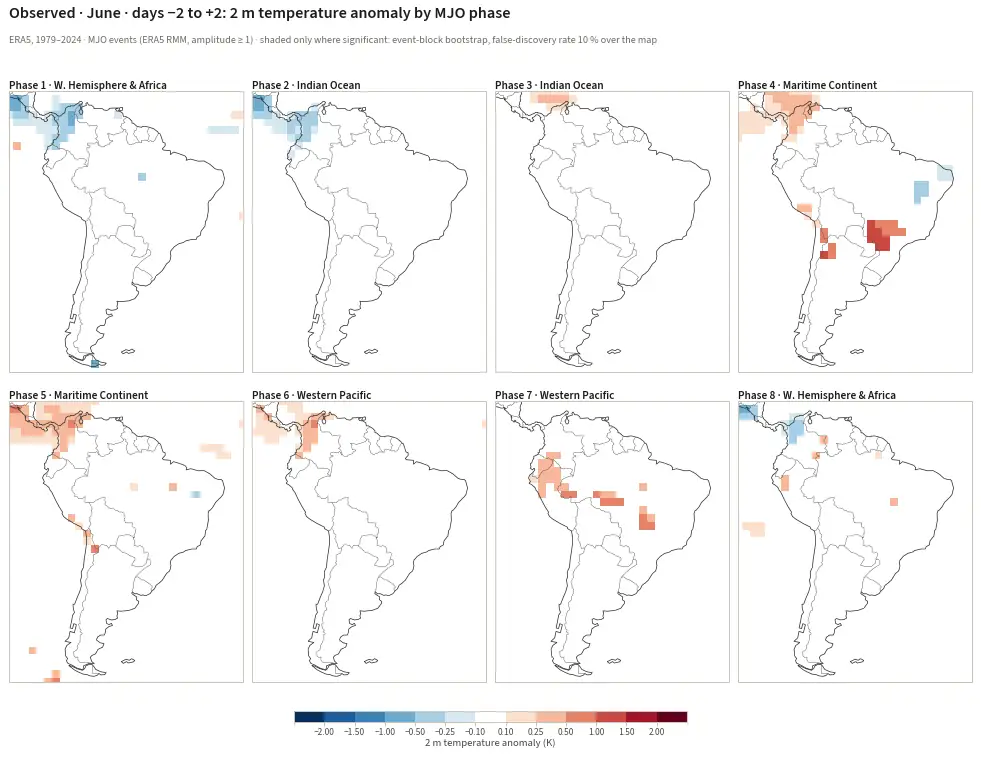 Observed · June · days −2 to +2: 2 m temperature anomaly by MJO phase
ERA5, 1979–2024 · MJO events (ERA5 RMM, amplitude ≥ 1) · shaded only where significant: event-block bootstrap, false-discovery rate 10 % over the map
Phase 1 · W. Hemisphere & Africa
Phase 2 · Indian Ocean
Phase 3 · Indian Ocean
Phase 4 · Maritime Continent
Phase 5 · Maritime Continent
Phase 6 · Western Pacific
Phase 7 · Western Pacific
Phase 8 · W. Hemisphere & Africa
−2.00 −1.50 −1.00 −0.50 −0.25 −0.10 0.10 0.25 0.50 1.00 1.50 2.00
2 m temperature anomaly (K)